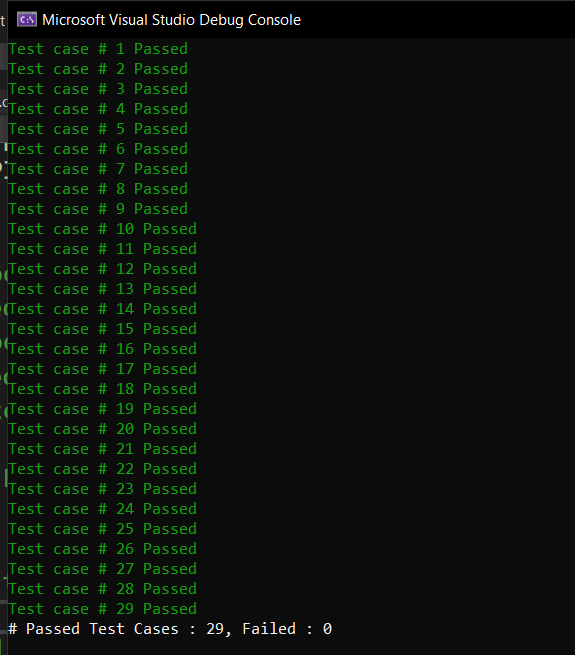 Microsoft Visual Studio Debug Console
Test case # 1 Passed
Test case # 2 Passed
Test case # 3 Passed
Test case # 4 Passed
Test case # 5 Passed
Test case # 6 Passed
Test case # 7 Passed
Test case # 8 Passed
Test case # 9 Passed
Test case # 10 Passed
Test case # 11 Passed
Test case # 12 Passed
Test case # 13 Passed
Test case # 14 Passed
Test case # 15 Passed
Test case # 16 Passed
Test case # 17 Passed
Test case # 18 Passed
Test case # 19 Passed
Test case # 20 Passed
Test case # 21 Passed
Test case # 22 Passed
Test case # 23 Passed
Test case # 24 Passed
Test case # 25 Passed
Test case # 26 Passed
Test case # 27 Passed
Test case # 28 Passed
Test case # 29 Passed
# Passed Test Cases : 29, Failed : 0